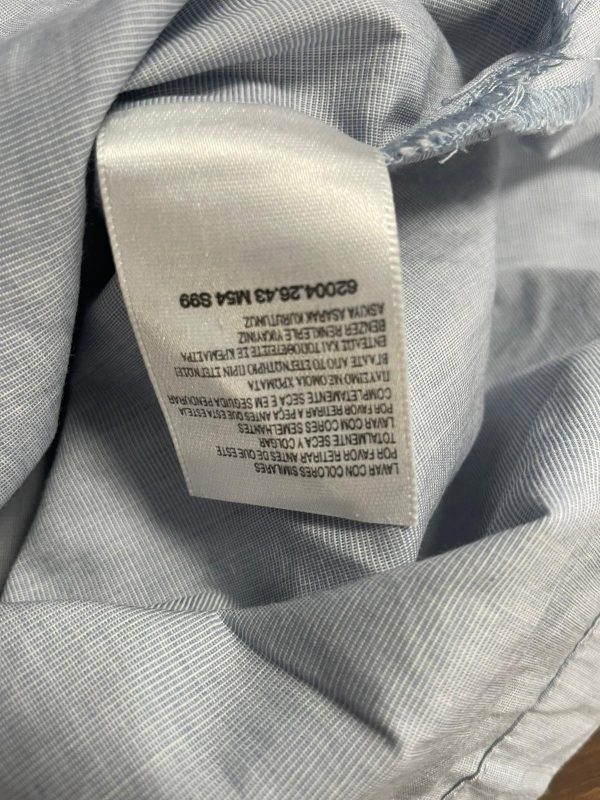 LAVAR CON COLORES SIMILARES
POR FAVOR RETIRAR ANTES DE QUE ESTE
TOTALMENTE SECA Y COLGAR
LAVAR COM CORES SEMELHANTES
POR FAVOR RETIRAR A PEÇA ANTES QUE ESTA ESTEJA
COMPLETAMENTE SECA E EM SEGUIDA PENDURAR
ΠΛΥΣΙΜΟ ΜΕ ΟΜΟΙΑ ΧΡΩΜΑΤΑ
ΒΓΑΛΤΕ ΑΠΟ ΤΟ ΣΤΕΓΝΩΤΗΡΙΟ ΠΡΙΝ ΣΤΕΓΝΩΣΕΙ
ΕΝΤΕΛΩΣ ΚΑΙ ΤΟΠΟΘΕΤΕΙΣΤΕ ΣΕ ΚΡΕΜΑΣΤΡΑ
BENZER RENKLERLE YIKAYINIZ
ASKIYA ASARAK KURUTUNUZ
62004.26.43 M54 S99